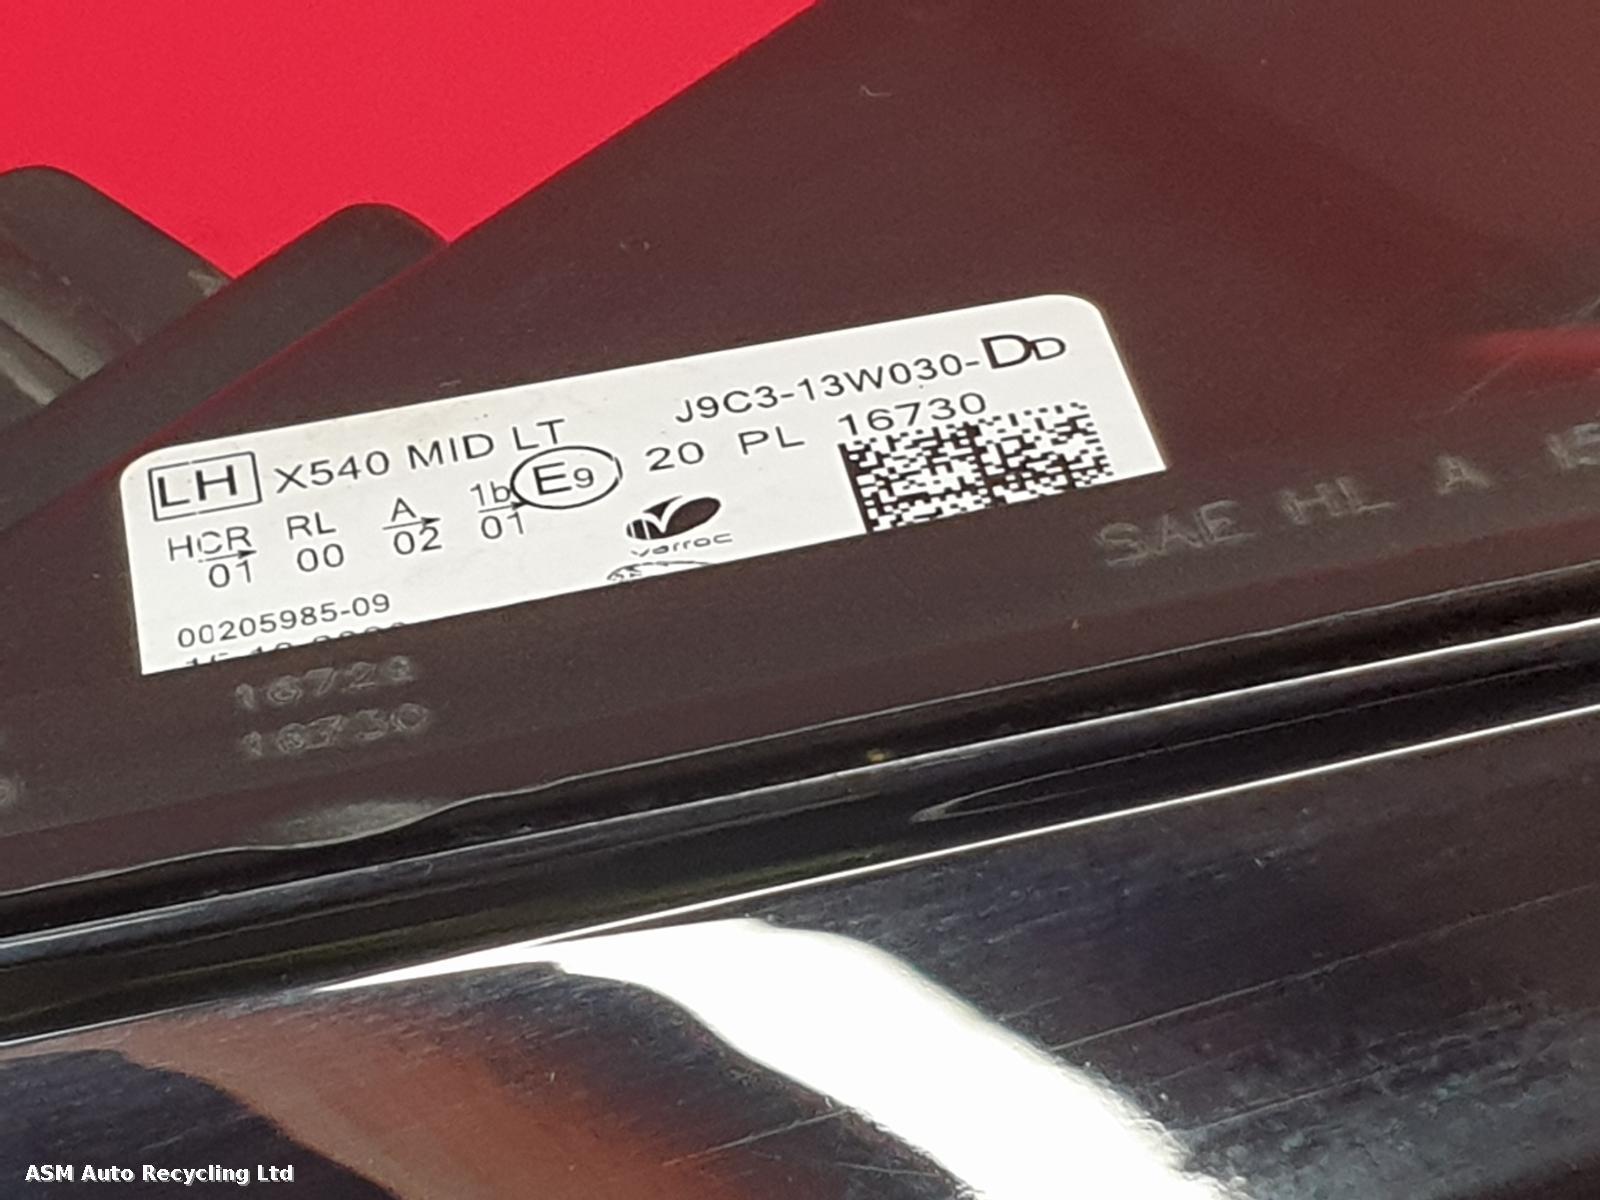 LH X540 MID LT J9C3-13W030-DD
HCR RL A 1b E9 20 PL 16730
01 00 02 01
varroc
00205985-09
16729
16730
SAE HL A
ASM Auto Recycling Ltd